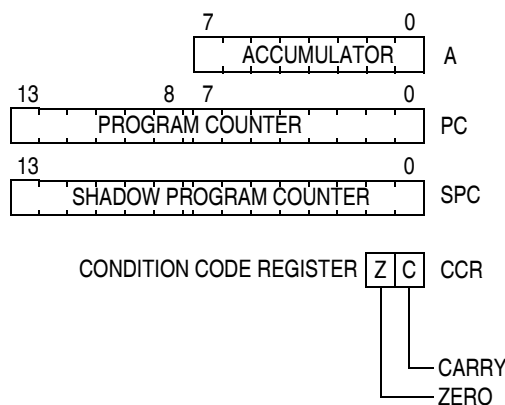 7 0
ACCUMULATOR A
13 8 7 0
PROGRAM COUNTER PC
13 0
SHADOW PROGRAM COUNTER SPC
CONDITION CODE REGISTER Z C CCR
CARRY
ZERO